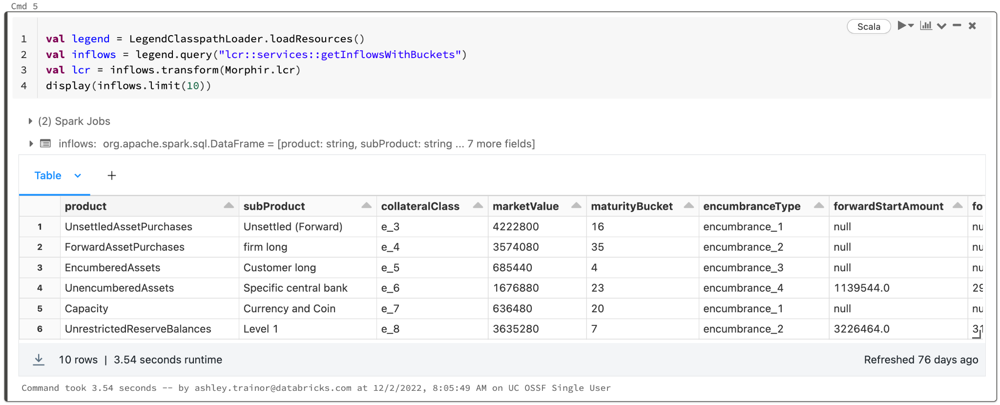 Cmd 5
Scala
1 val legend = LegendClasspathLoader.loadResources()
2 val inflows = legend.query("lcr::services::getInflowsWithBuckets")
3 val lcr = inflows.transform(Morphir.lcr)
4 display(inflows.limit(10))
(2) Spark Jobs
inflows: org.apache.spark.sql.DataFrame = [product: string, subProduct: string ... 7 more fields]
Table +
product subProduct collateralClass marketValue maturityBucket encumbranceType forwardStartAmount fo
1 UnsettledAssetPurchases Unsettled (Forward) e_3 4222800 16 encumbrance_1 null nu
2 ForwardAssetPurchases firm long e_4 3574080 35 encumbrance_2 null nu
3 EncumberedAssets Customer long e_5 685440 4 encumbrance_3 null nu
4 UnencumberedAssets Specific central bank e_6 1676880 23 encumbrance_4 1139544.0 29
5 Capacity Currency and Coin e_7 636480 20 encumbrance_1 null nu
6 UnrestrictedReserveBalances Level 1 e_8 3635280 7 encumbrance_2 3226464.0 31
10 rows | 3.54 seconds runtime Refreshed 76 days ago
Command took 3.54 seconds -- by ashley.trainor@databricks.com at 12/2/2022, 8:05:49 AM on UC OSSF Single User